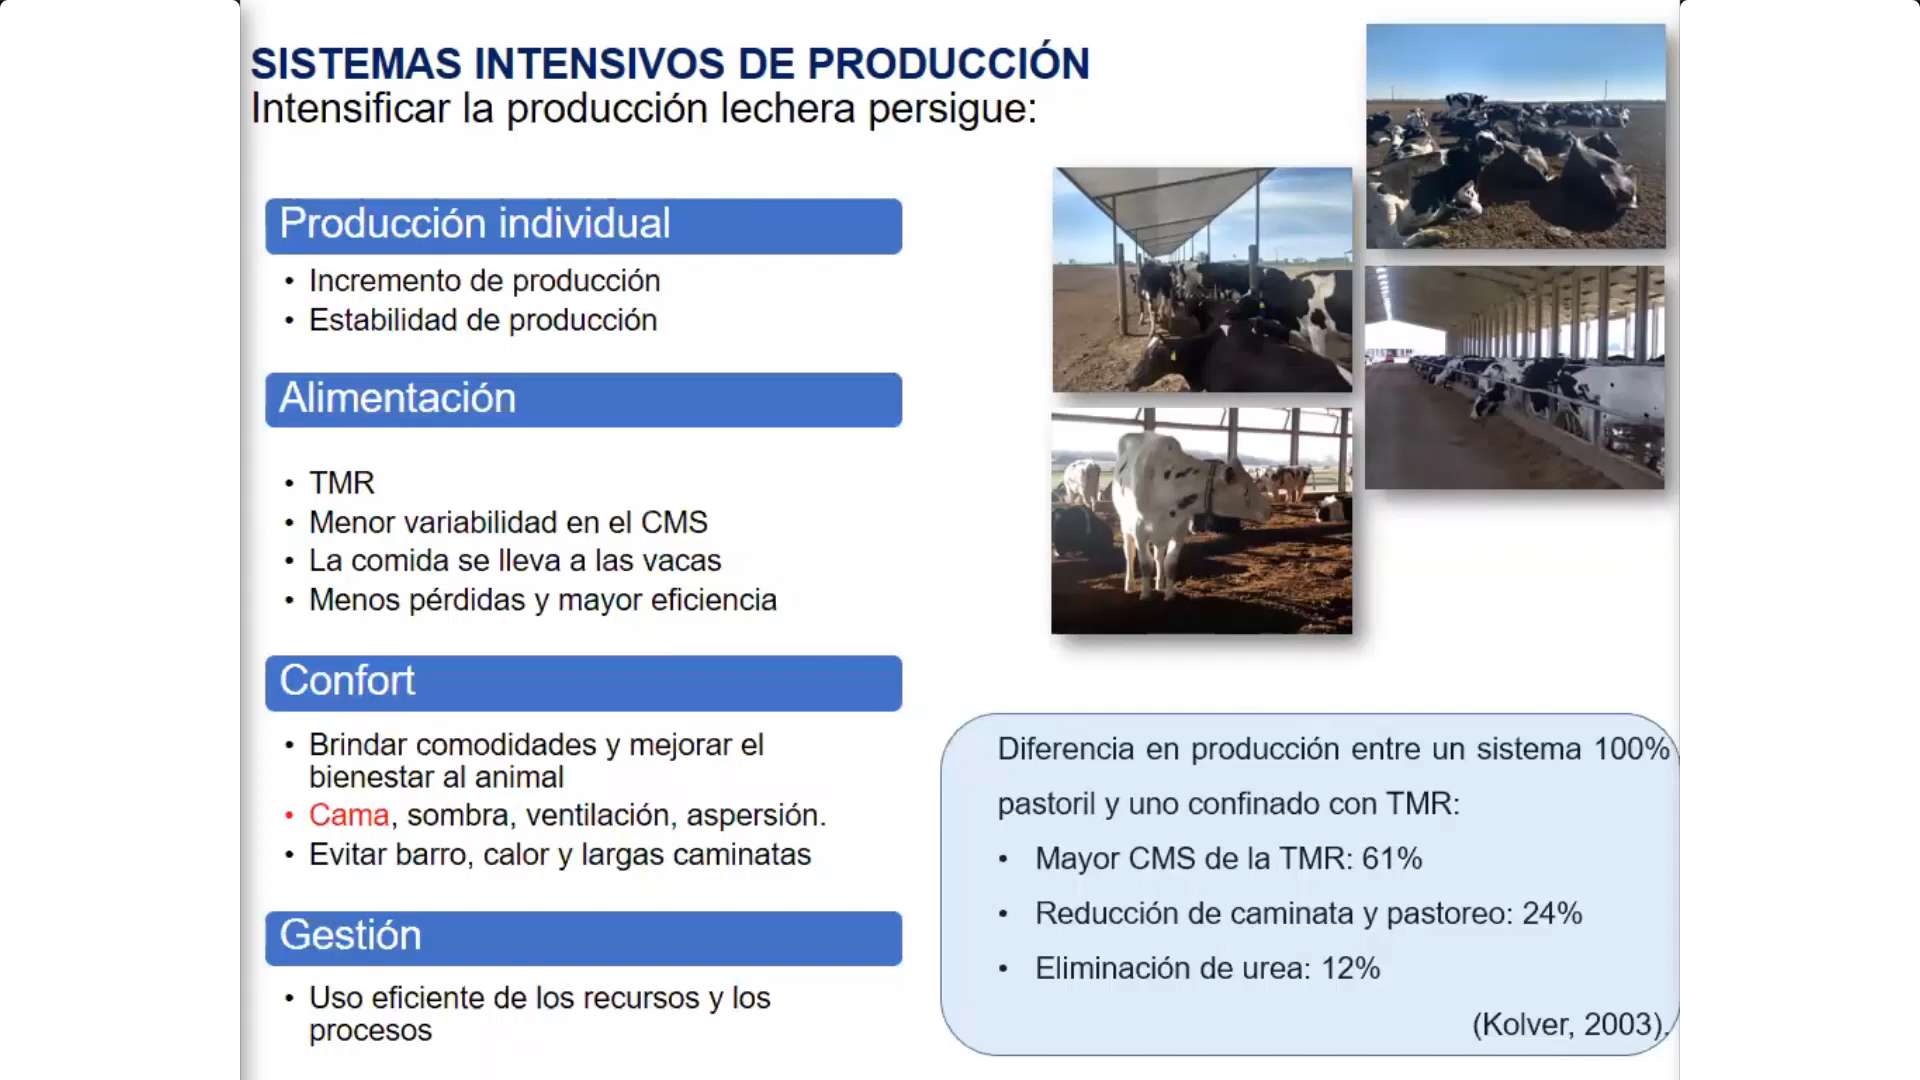 SISTEMAS INTENSIVOS DE PRODUCCIÓN
Intensificar la producción lechera persigue:
Producción individual
• Incremento de producción
• Estabilidad de producción
Alimentación
• TMR
• Menor variabilidad en el CMS
• La comida se lleva a las vacas
• Menos pérdidas y mayor eficiencia
Confort
• Brindar comodidades y mejorar el
bienestar al animal
• Cama, sombra, ventilación, aspersión.
• Evitar barro, calor y largas caminatas
Gestión
• Uso eficiente de los recursos y los
procesos
Diferencia en producción entre un sistema 100%
pastoril y uno confinado con TMR:
• Mayor CMS de la TMR: 61%
• Reducción de caminata y pastoreo: 24%
• Eliminación de urea: 12%
(Kolver, 2003).